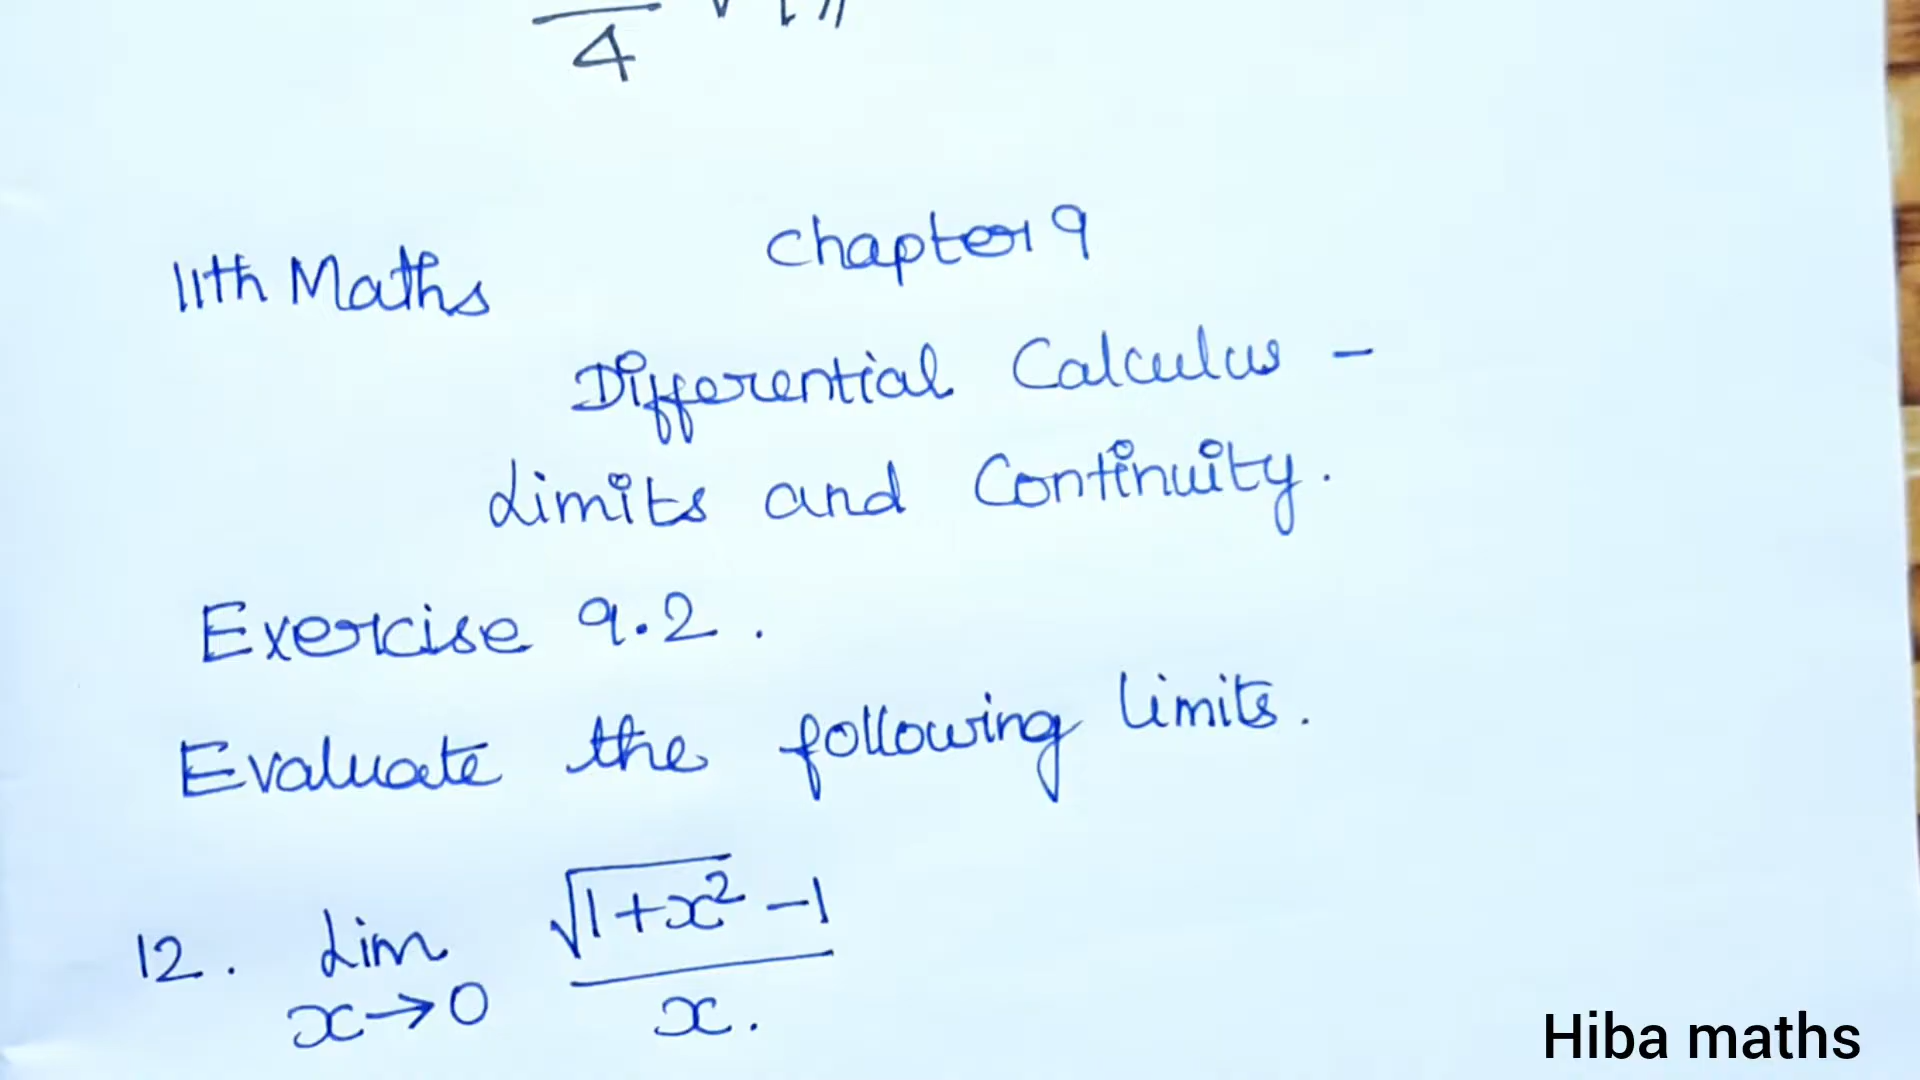 4
11th Maths Chapter 9
Differential Calculus -
Limits and Continuity.
Exercise 9.2.
Evaluate the following limits.
12. Lim x→0 √1+x² -1 / x.
Hiba maths